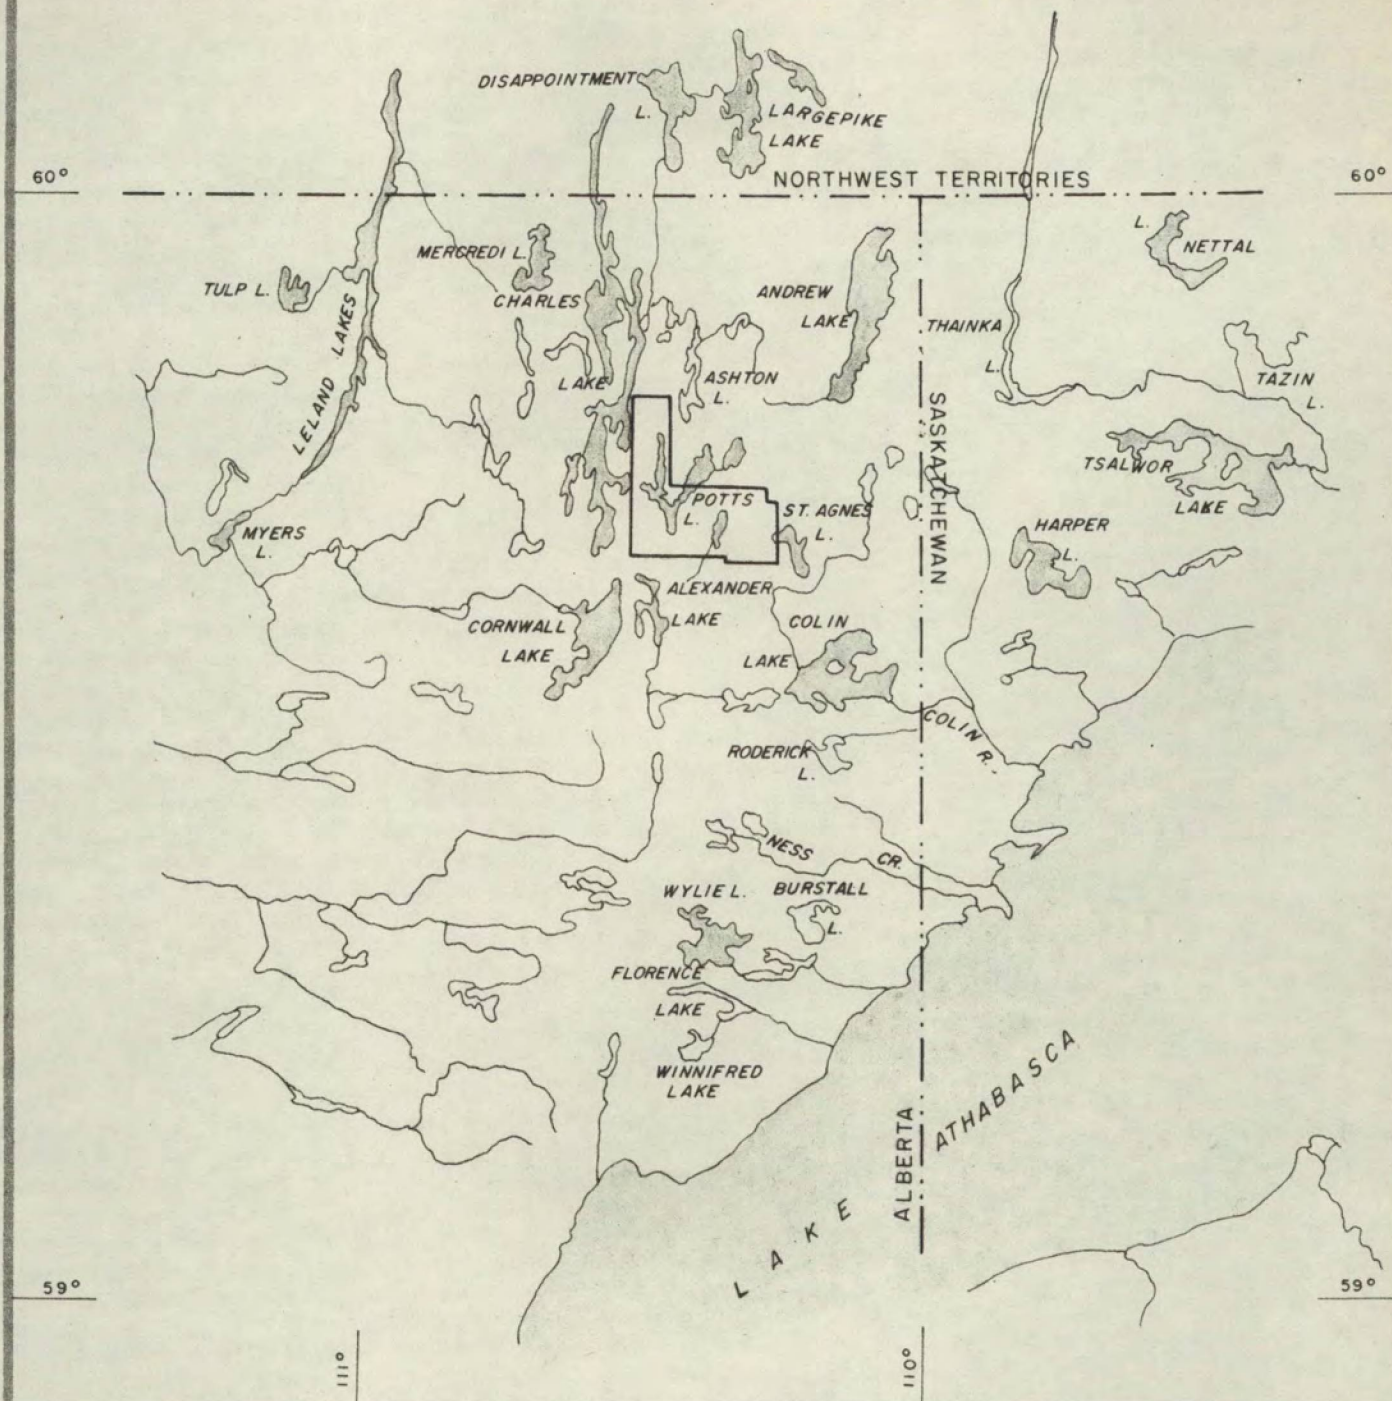 DISAPPOINTMENT
L.
LARGEPIKE
LAKE
60°
60°
NORTHWEST TERRITORIES
MERCREDI L.
L.
NETTAL
TULP L.
CHARLES
LAKE
ANDREW
LAKE
THAINKA
L.
LELAND LAKES
ASHTON
L.
TAZIN
L.
SASKATCHEWAN
TSALWOR
LAKE
POTTS
L.
ST. AGNES
L.
HARPER
L.
MYERS
L.
ALEXANDER
LAKE
CORNWALL
LAKE
COLIN
LAKE
COLIN R.
RODERICK
L.
NESS CR.
WYLIE L.
BURSTALL
L.
FLORENCE
LAKE
WINNIFRED
LAKE
ALBERTA
LAKE ATHABASCA
59°
59°
111°
110°